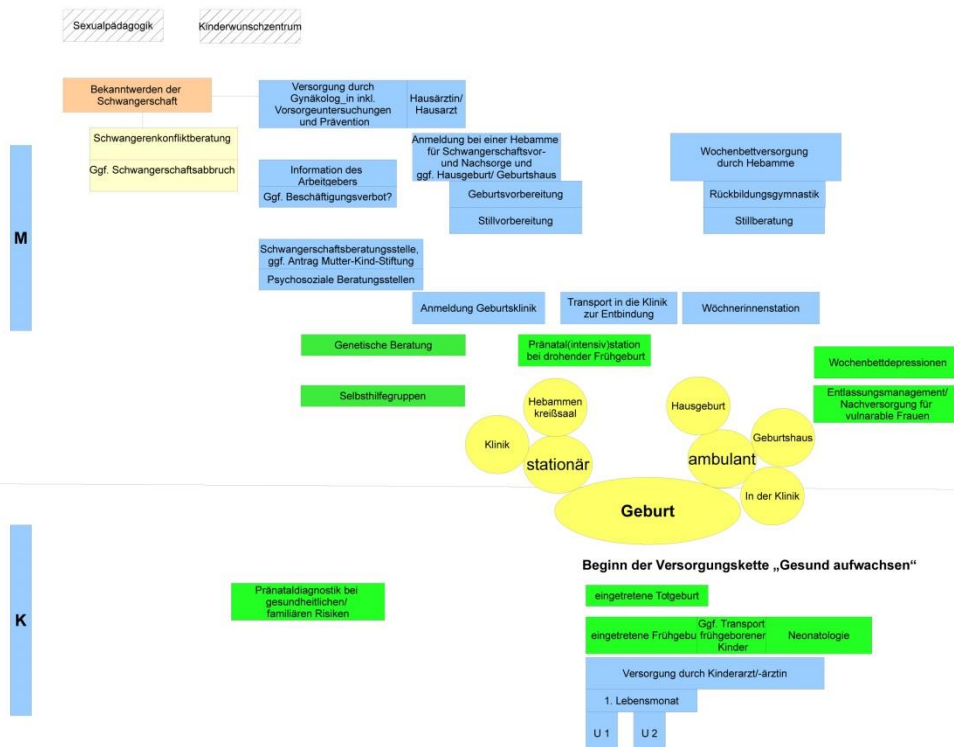 Sexualpädagogik
Kinderwunschzentrum
Bekanntwerden der
Schwangerschaft
Versorgung durch
Gynäkolog_in inkl.
Vorsorgeuntersuchungen
und Prävention
Hausärztin/
Hausarzt
Schwangerenkonfliktberatung
Ggf. Schwangerschaftsabbruch
Anmeldung bei einer Hebamme
für Schwangerschaftsvor-
und Nachsorge und
ggf. Hausgeburt/ Geburtshaus
Wochenbettversorgung
durch Hebamme
Information des
Arbeitgebers
Ggf. Beschäftigungsverbot?
Geburtsvorbereitung
Stillvorbereitung
Rückbildungsgymnastik
Stillberatung
M
Schwangerschaftsberatungsstelle,
ggf. Antrag Mutter-Kind-Stiftung
Psychosoziale Beratungsstellen
Anmeldung Geburtsklinik
Transport in die Klinik
zur Entbindung
Wöchnerinnenstation
Genetische Beratung
Pränatal(intensiv)station
bei drohender Frühgeburt
Wochenbettdepressionen
Selbsthilfegruppen
Entlassungsmanagement/
Nachversorgung für
vulnarable Frauen
Hebammen
kreißsaal
Klinik
stationär
Hausgeburt
Geburtshaus
ambulant
In der Klinik
Geburt
Beginn der Versorgungskette „Gesund aufwachsen“
K
Pränataldiagnostik bei
gesundheitlichen/
familiären Risiken
eingetretene Totgeburt
eingetretene Frühgebu
Ggf. Transport
frühgeborener
Kinder
Neonatologie
Versorgung durch Kinderarzt/-ärztin
1. Lebensmonat
U 1
U 2